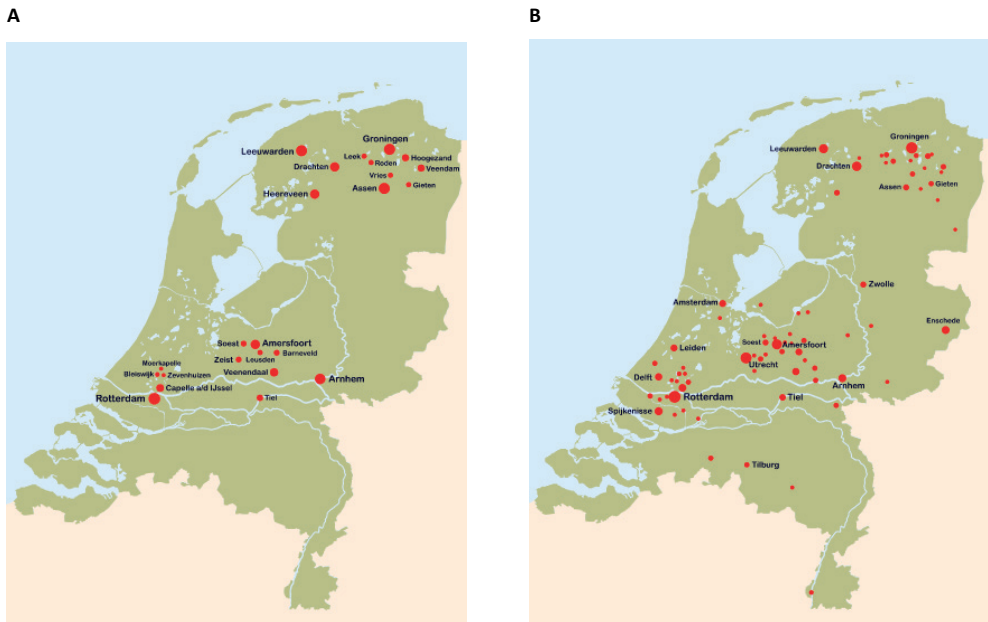 A
B
Groningen
Leeuwarden
Leek
Hoogezand
Roden
Drachten
Veendam
Vries
Assen
Gieten
Heernveen
Soest
Amersfoort
Barneveld
Zeist
Leusden
Moerkapelle
Bleiswijk
Zevenhuizen
Veenendaal
Arnhem
Capelle a/d IJssel
Rotterdam
Tiel
Groningen
Leeuwarden
Drachten
Assen
Gieten
Zwolle
Amsterdam
Enschede
Soest
Amersfoort
Leiden
Utrecht
Delft
Arnhem
Rotterdam
Tiel
Spijkenisse
Tilburg